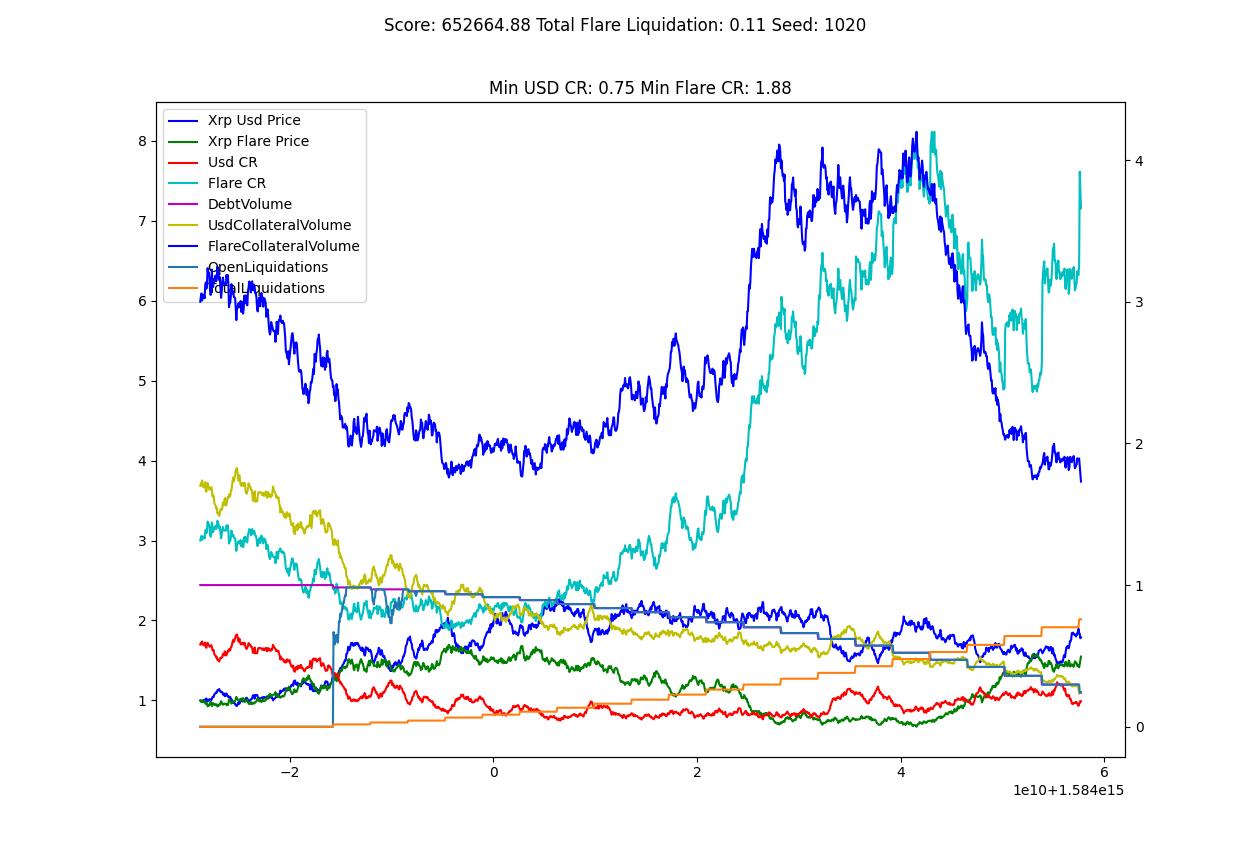 Score: 652664.88 Total Flare Liquidation: 0.11 Seed: 1020
Min USD CR: 0.75 Min Flare CR: 1.88
Xrp Usd Price
Xrp Flare Price
Usd CR
Flare CR
DebtVolume
UsdCollateralVolume
FlareCollateralVolume
OpenLiquidations
TotalLiquidations
8
7
6
5
4
3
2
1
4
3
2
1
0
−2
0
2
4
6
1e10+1.584e15